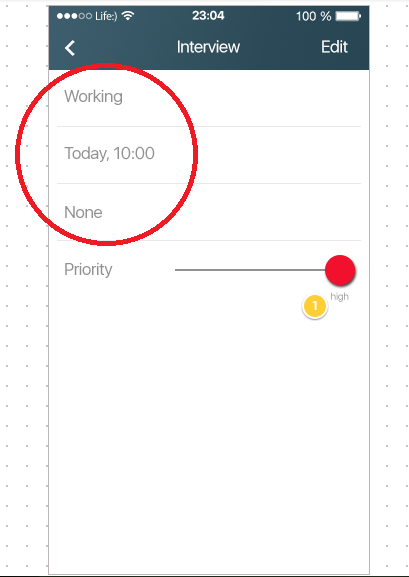 Life:) 23:04 100 %
Interview Edit
Working
Today, 10:00
None
Priority
high
1